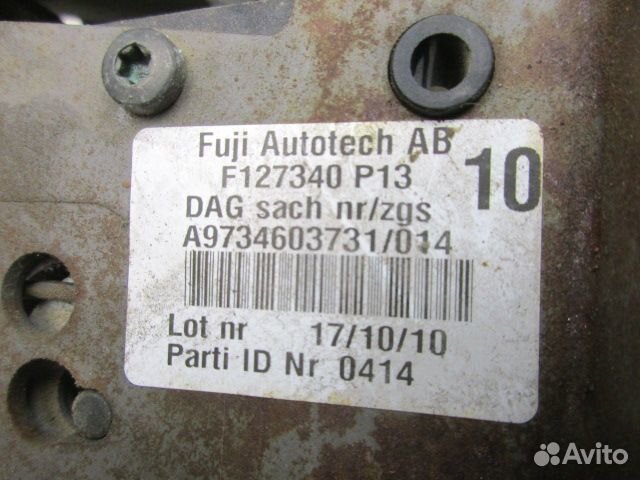 Fuji Autotech AB
F127340 P13
10
DAG sach nr/zgs
A9734603731/014
Lot nr 17/10/10
Parti ID Nr 0414
Avito